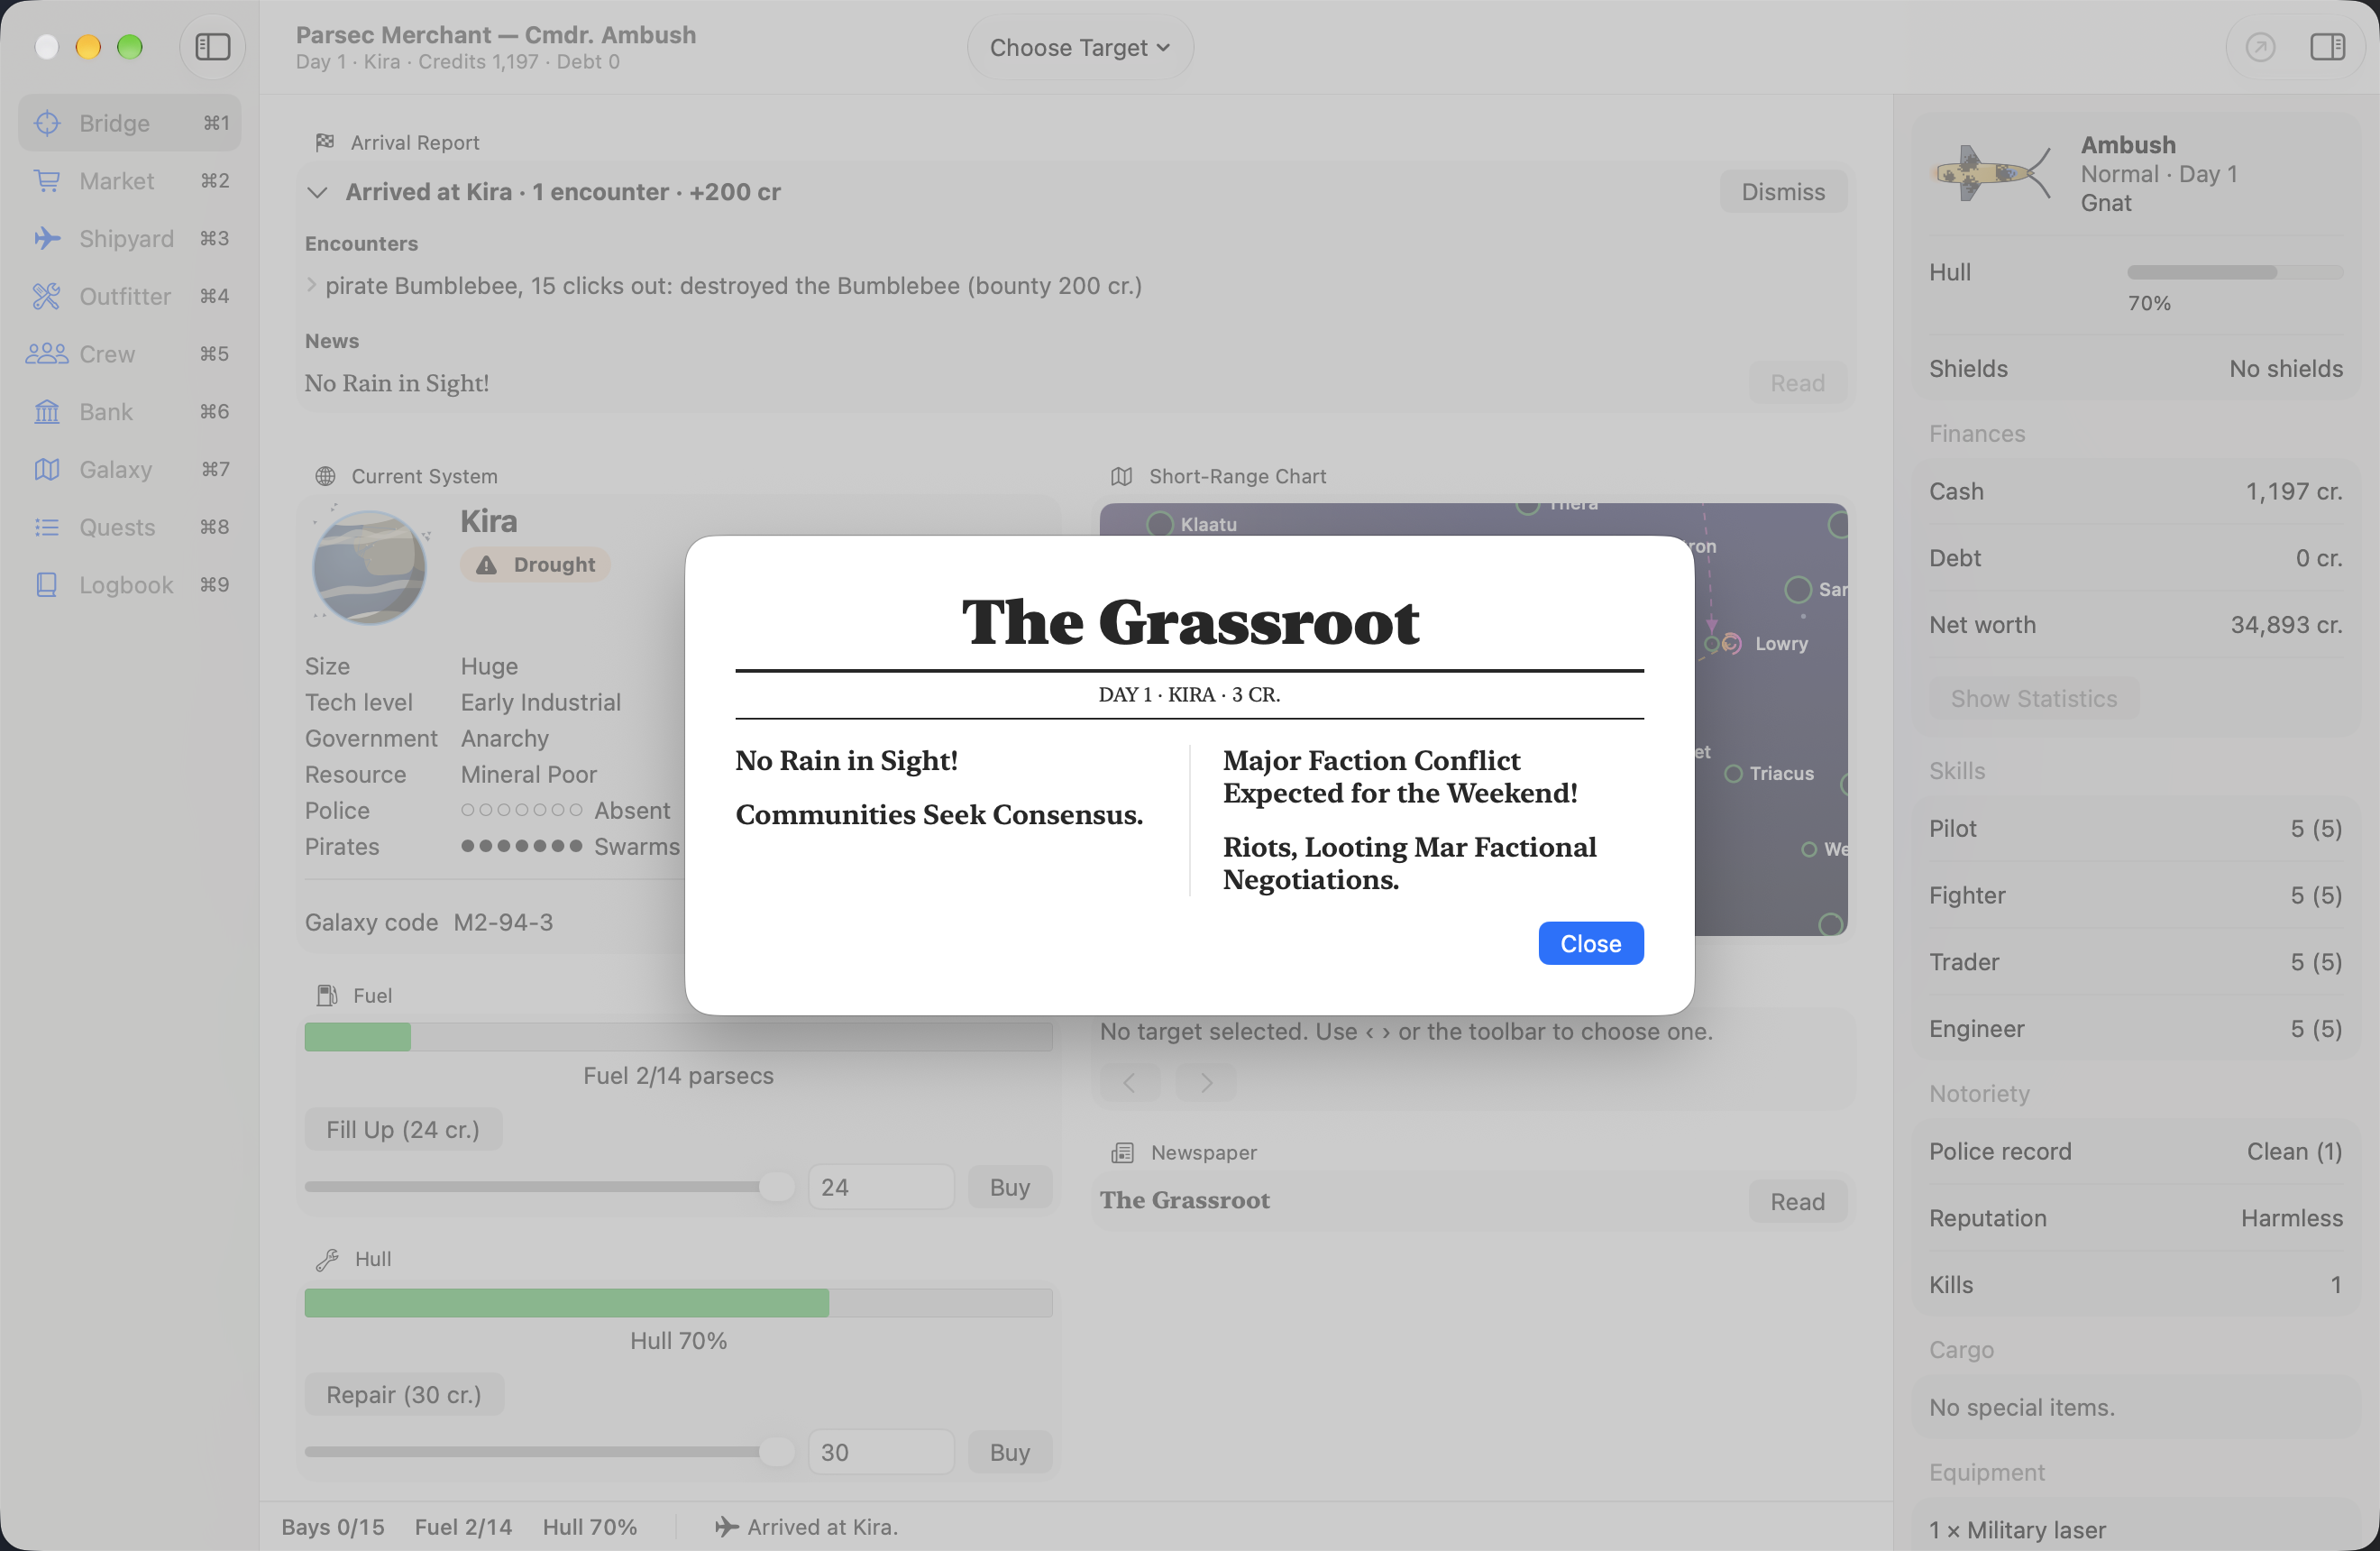 Parsec Merchant — Cmdr. Ambush
Day 1 · Kira · Credits 1,197 · Debt 0
Choose Target
Bridge ⌘1
Market ⌘2
Shipyard ⌘3
Outfitter ⌘4
Crew ⌘5
Bank ⌘6
Galaxy ⌘7
Quests ⌘8
Logbook ⌘9
Arrival Report
Arrived at Kira · 1 encounter · +200 cr
Dismiss
Encounters
pirate Bumblebee, 15 clicks out: destroyed the Bumblebee (bounty 200 cr.)
News
No Rain in Sight!
Read
Current System
Kira
Drought
Size Huge
Tech level Early Industrial
Government Anarchy
Resource Mineral Poor
Police Absent
Pirates Swarms
Galaxy code M2-94-3
Short-Range Chart
Klaatu
Lowry
Triacus
The Grassroot
DAY 1 · KIRA · 3 CR.
No Rain in Sight!
Communities Seek Consensus.
Major Faction Conflict
Expected for the Weekend!
Riots, Looting Mar Factional
Negotiations.
Close
Fuel
Fuel 2/14 parsecs
Fill Up (24 cr.)
24
Buy
Hull
Hull 70%
Repair (30 cr.)
30
Buy
No target selected. Use ‹ › or the toolbar to choose one.
Newspaper
The Grassroot
Read
Bays 0/15 Fuel 2/14 Hull 70% Arrived at Kira.
Ambush
Normal · Day 1
Gnat
Hull
70%
Shields No shields
Finances
Cash 1,197 cr.
Debt 0 cr.
Net worth 34,893 cr.
Show Statistics
Skills
Pilot 5 (5)
Fighter 5 (5)
Trader 5 (5)
Engineer 5 (5)
Notoriety
Police record Clean (1)
Reputation Harmless
Kills 1
Cargo
No special items.
Equipment
1 × Military laser